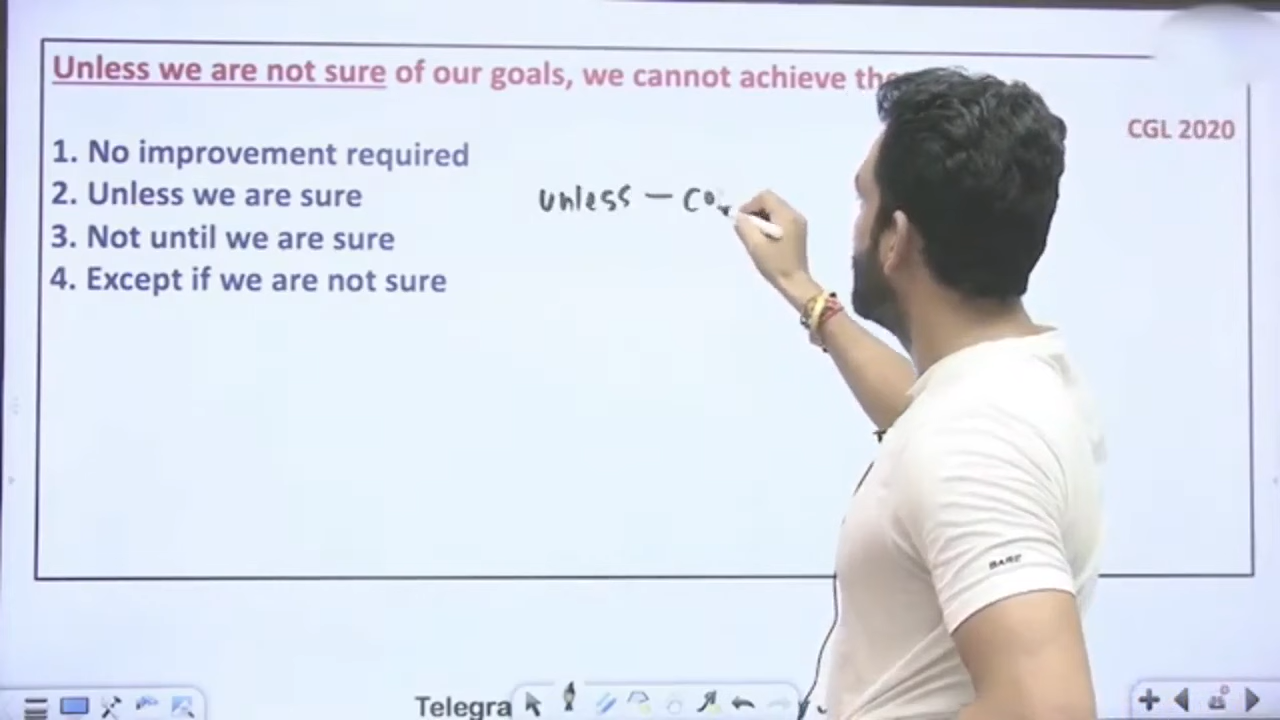 Unless we are not sure of our goals, we cannot achieve
CGL 2020
1. No improvement required
2. Unless we are sure
3. Not until we are sure
4. Except if we are not sure
unless –
Telegra